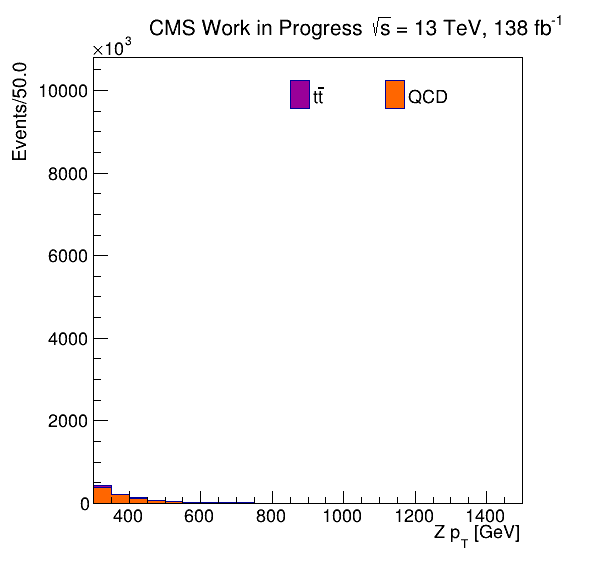 CMS Work in Progress √s = 13 TeV, 138 fb⁻¹
×10³
Events/50.0
tt̄
QCD
10000
8000
6000
4000
2000
0
400 600 800 1000 1200 1400
Z p_T [GeV]